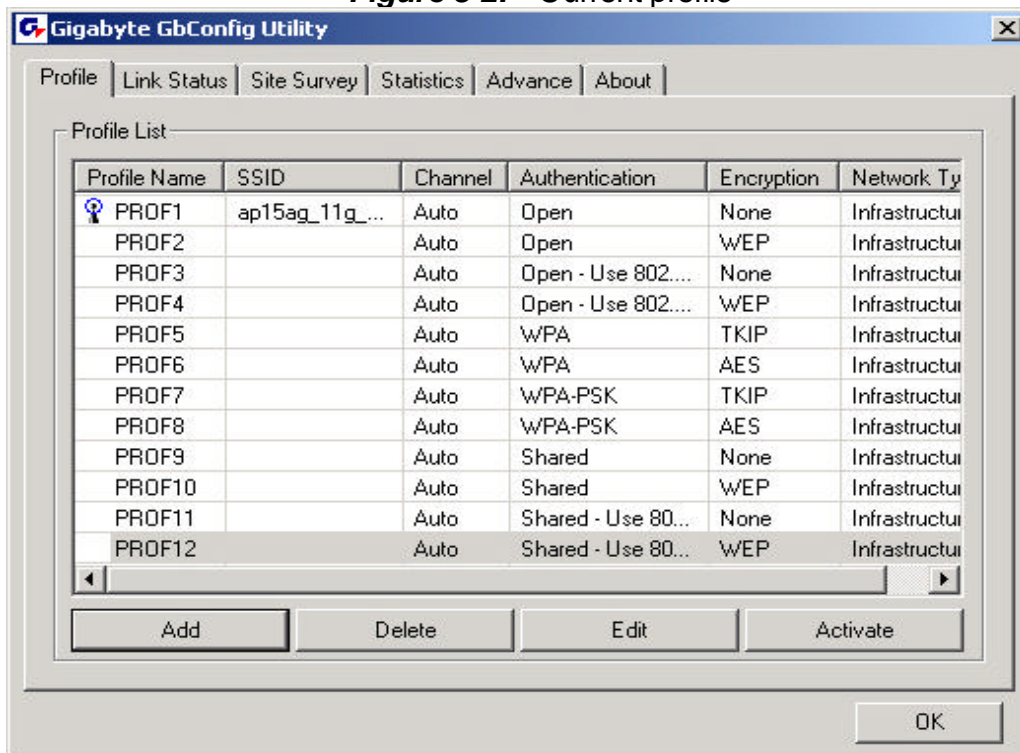 Current profile
Gigabyte GbConfig Utility
Profile Link Status Site Survey Statistics Advance About
Profile List
Profile Name SSID Channel Authentication Encryption Network Ty
PROF1 ap15ag_11g_... Auto Open None Infrastructu
PROF2 Auto Open WEP Infrastructu
PROF3 Auto Open - Use 802.... None Infrastructu
PROF4 Auto Open - Use 802.... WEP Infrastructu
PROF5 Auto WPA TKIP Infrastructu
PROF6 Auto WPA AES Infrastructu
PROF7 Auto WPA-PSK TKIP Infrastructu
PROF8 Auto WPA-PSK AES Infrastructu
PROF9 Auto Shared None Infrastructu
PROF10 Auto Shared WEP Infrastructu
PROF11 Auto Shared - Use 80... None Infrastructu
PROF12 Auto Shared - Use 80... WEP Infrastructu
Add Delete Edit Activate
OK